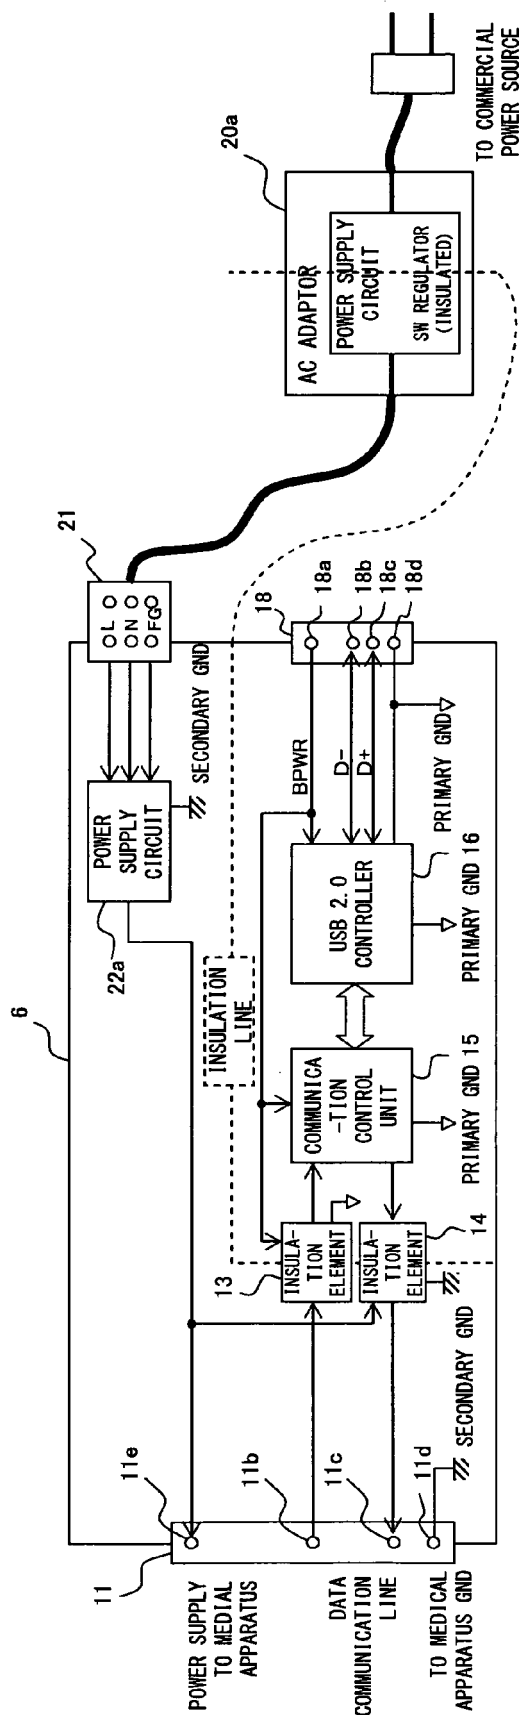 6
11
11e
11b
11c
11d
POWER SUPPLY
TO MEDIAL
APPARATUS
DATA
COMMUNICATION
LINE
TO MEDICAL
APPARATUS GND
SECONDARY GND
13
INSULA-
TION
ELEMENT
14
INSULA-
TION
ELEMENT
INSULATION
LINE
22a
POWER
SUPPLY
CIRCUIT
SECONDARY GND
21
L
N
FG
COMMUNICA
-TION
CONTROL
UNIT
PRIMARY GND 15
USB 2.0
CONTROLLER
PRIMARY GND 16
PRIMARY GND
BPWR
D-
D+
18
18a
18b
18c
18d
20a
AC ADAPTOR
POWER SUPPLY
CIRCUIT
SW REGULATOR
(INSULATED)
TO COMMERCIAL
POWER SOURCE